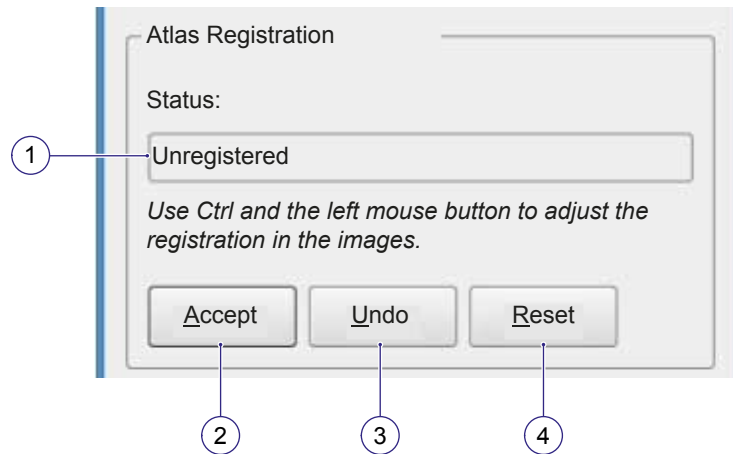 Atlas Registration
Status:
1
Unregistered
Use Ctrl and the left mouse button to adjust the
registration in the images.
Accept Undo Reset
2 3 4